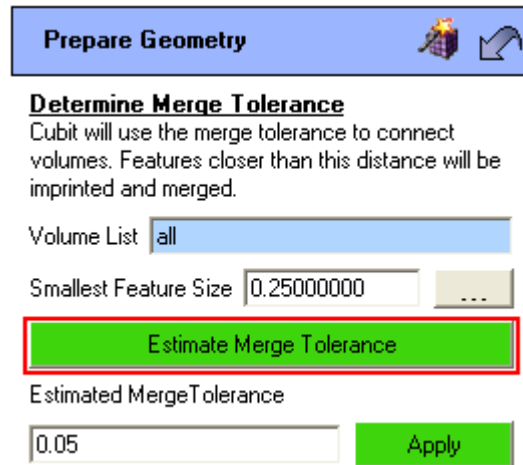 Prepare Geometry
Determine Merge Tolerance
Cubit will use the merge tolerance to connect
volumes. Features closer than this distance will be
imprinted and merged.
Volume List all
Smallest Feature Size 0.25000000 ...
Estimate Merge Tolerance
Estimated MergeTolerance
0.05 Apply